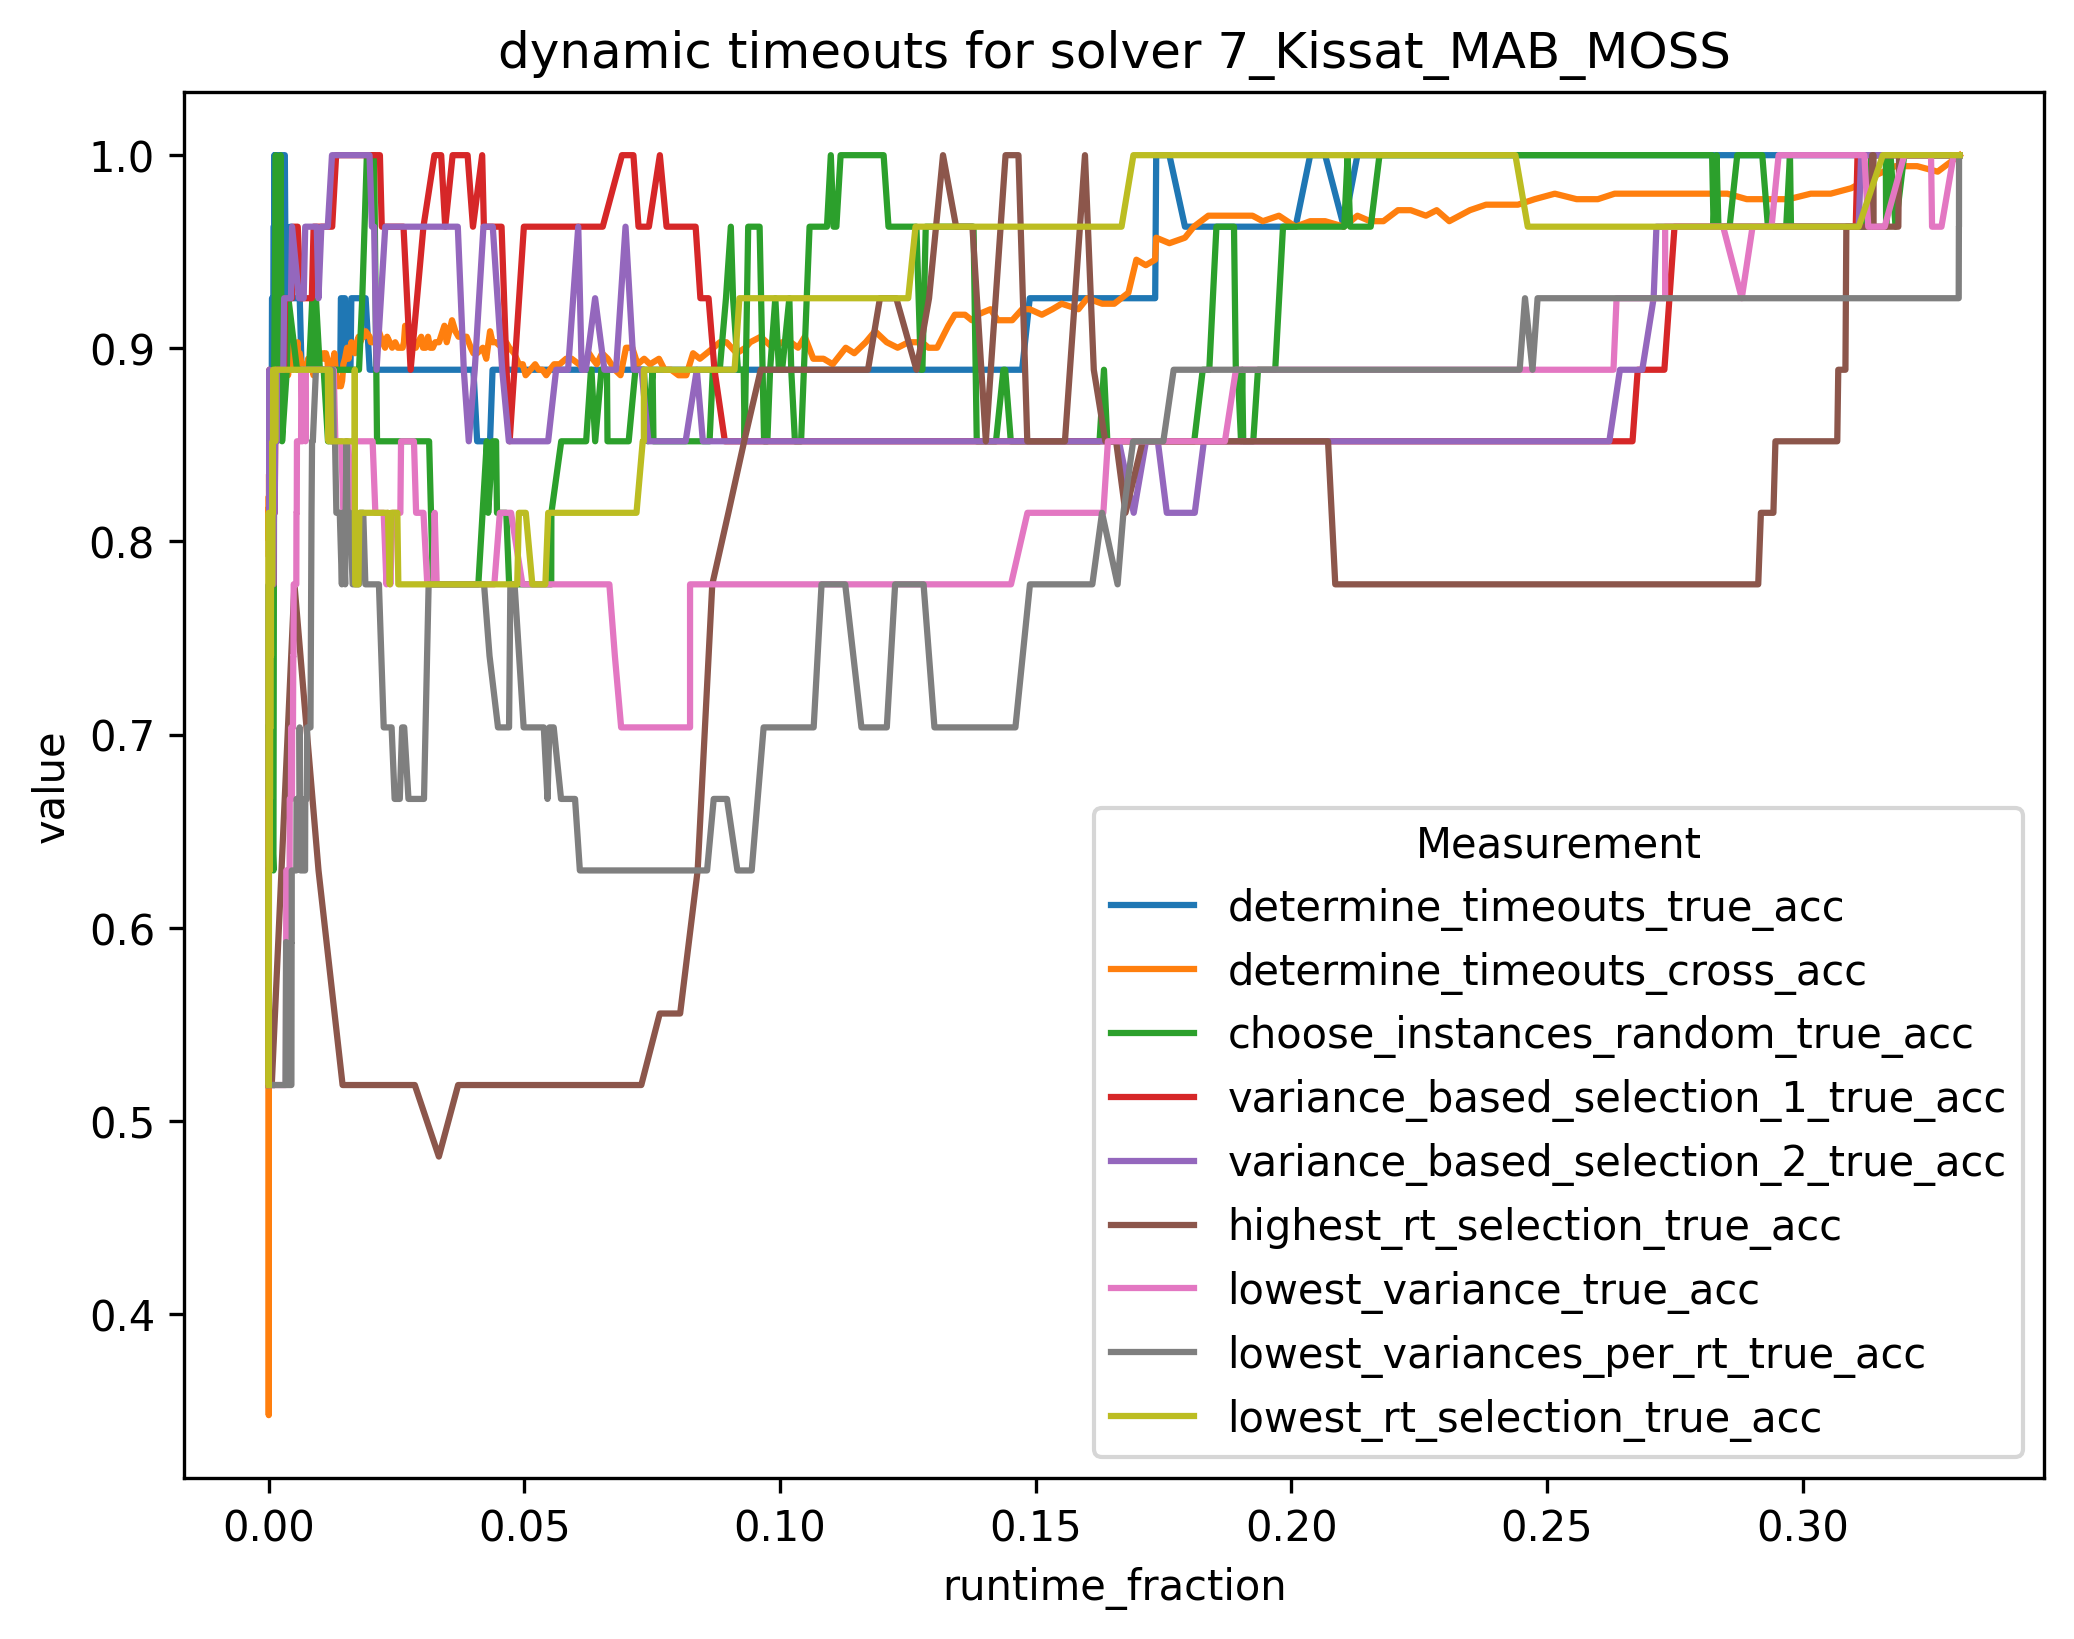 dynamic timeouts for solver 7_Kissat_MAB_MOSS
1.0
0.9
0.8
0.7
0.6
0.5
0.4
value
0.00 0.05 0.10 0.15 0.20 0.25 0.30
runtime_fraction
Measurement
determine_timeouts_true_acc
determine_timeouts_cross_acc
choose_instances_random_true_acc
variance_based_selection_1_true_acc
variance_based_selection_2_true_acc
highest_rt_selection_true_acc
lowest_variance_true_acc
lowest_variances_per_rt_true_acc
lowest_rt_selection_true_acc